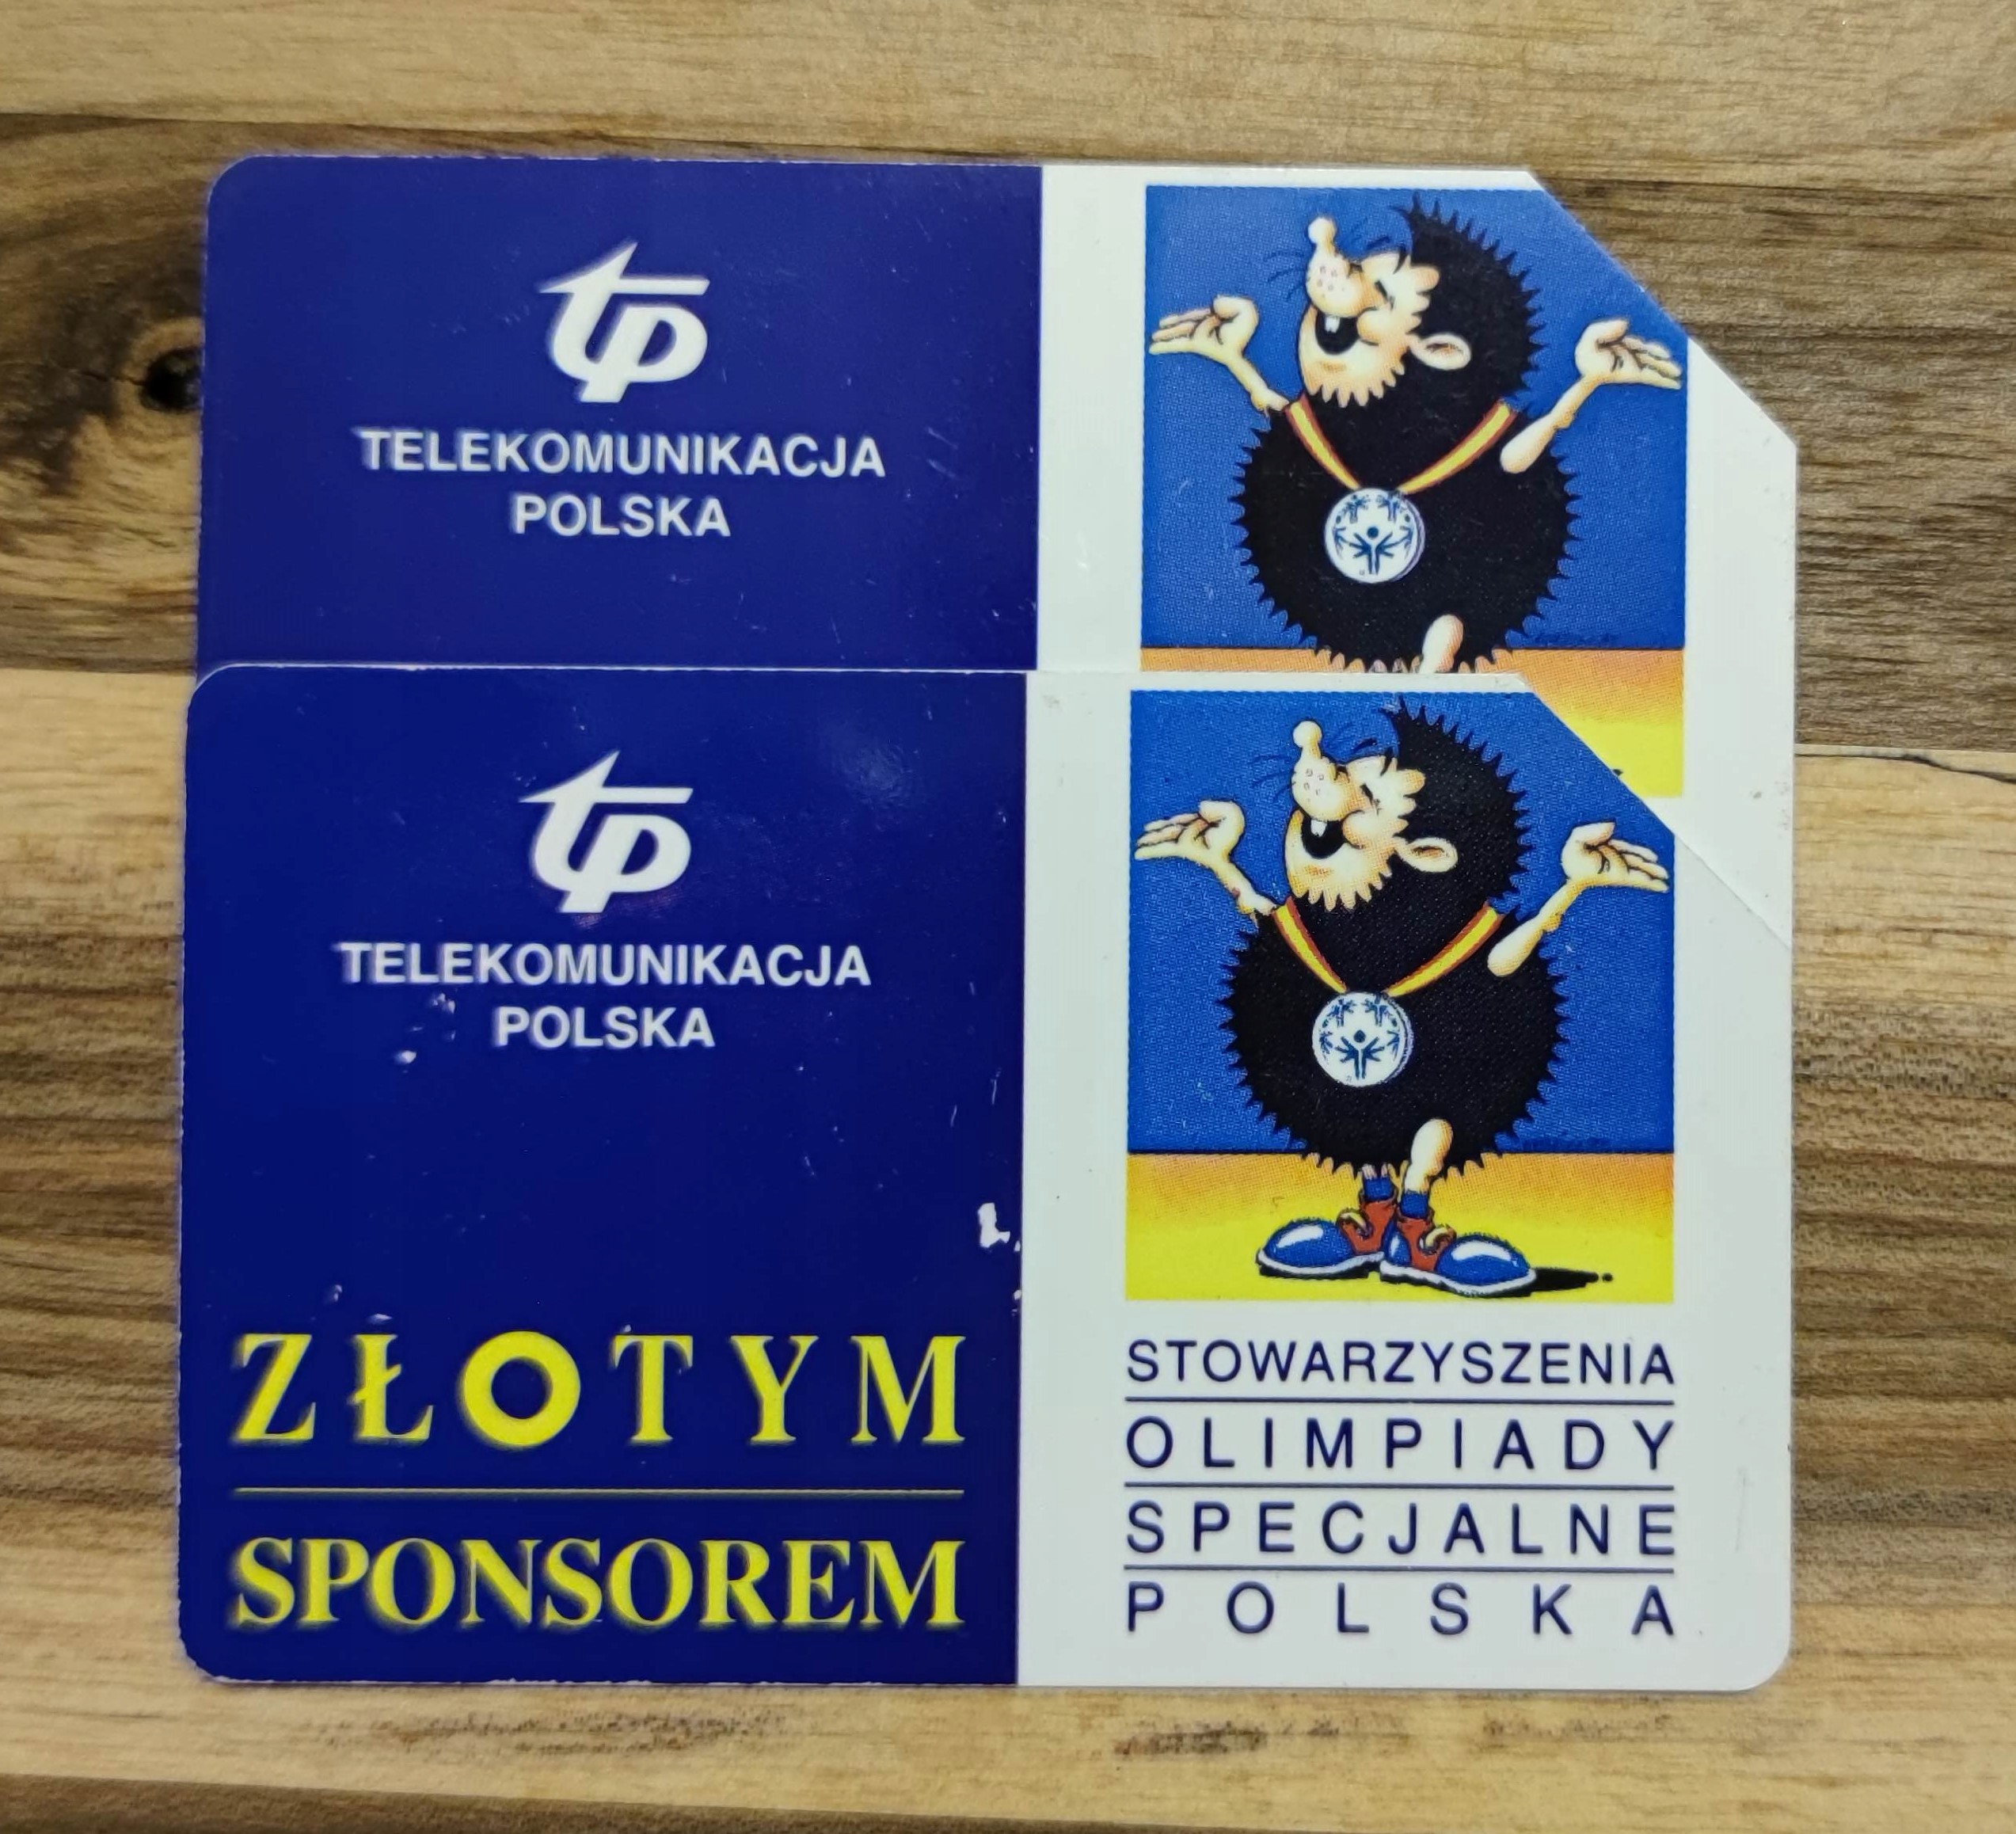 tp
TELEKOMUNIKACJA
POLSKA
tp
TELEKOMUNIKACJA
POLSKA
ZŁOTYM
SPONSOREM
STOWARZYSZENIA
OLIMPIADY
SPECJALNE
POLSKA